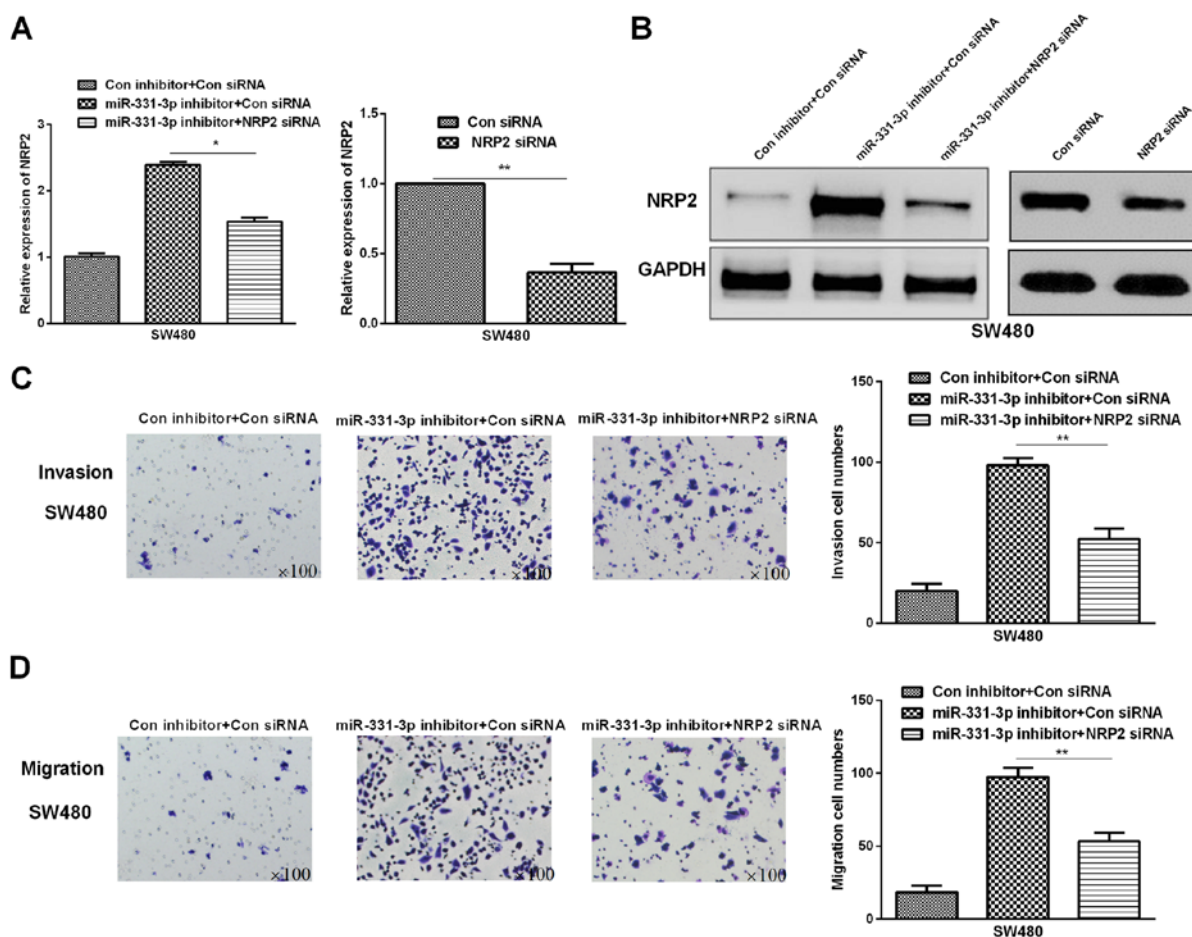 A
Con inhibitor+Con siRNA
miR-331-3p inhibitor+Con siRNA
miR-331-3p inhibitor+NRP2 siRNA
Relative expression of NRP2
3
2
1
0
*
SW480
Con siRNA
NRP2 siRNA
Relative expression of NRP2
1.5
1.0
0.5
0.0
**
SW480
B
Con inhibitor+Con siRNA
miR-331-3p inhibitor+Con siRNA
miR-331-3p inhibitor+NRP2 siRNA
Con siRNA
NRP2 siRNA
NRP2
GAPDH
SW480
C
Invasion
SW480
Con inhibitor+Con siRNA
×100
miR-331-3p inhibitor+Con siRNA
×100
miR-331-3p inhibitor+NRP2 siRNA
×100
Con inhibitor+Con siRNA
miR-331-3p inhibitor+Con siRNA
miR-331-3p inhibitor+NRP2 siRNA
Invasion cell numbers
150
100
50
0
**
SW480
D
Migration
SW480
Con inhibitor+Con siRNA
×100
miR-331-3p inhibitor+Con siRNA
×100
miR-331-3p inhibitor+NRP2 siRNA
×100
Con inhibitor+Con siRNA
miR-331-3p inhibitor+Con siRNA
miR-331-3p inhibitor+NRP2 siRNA
Migration cell numbers
150
100
50
0
**
SW480